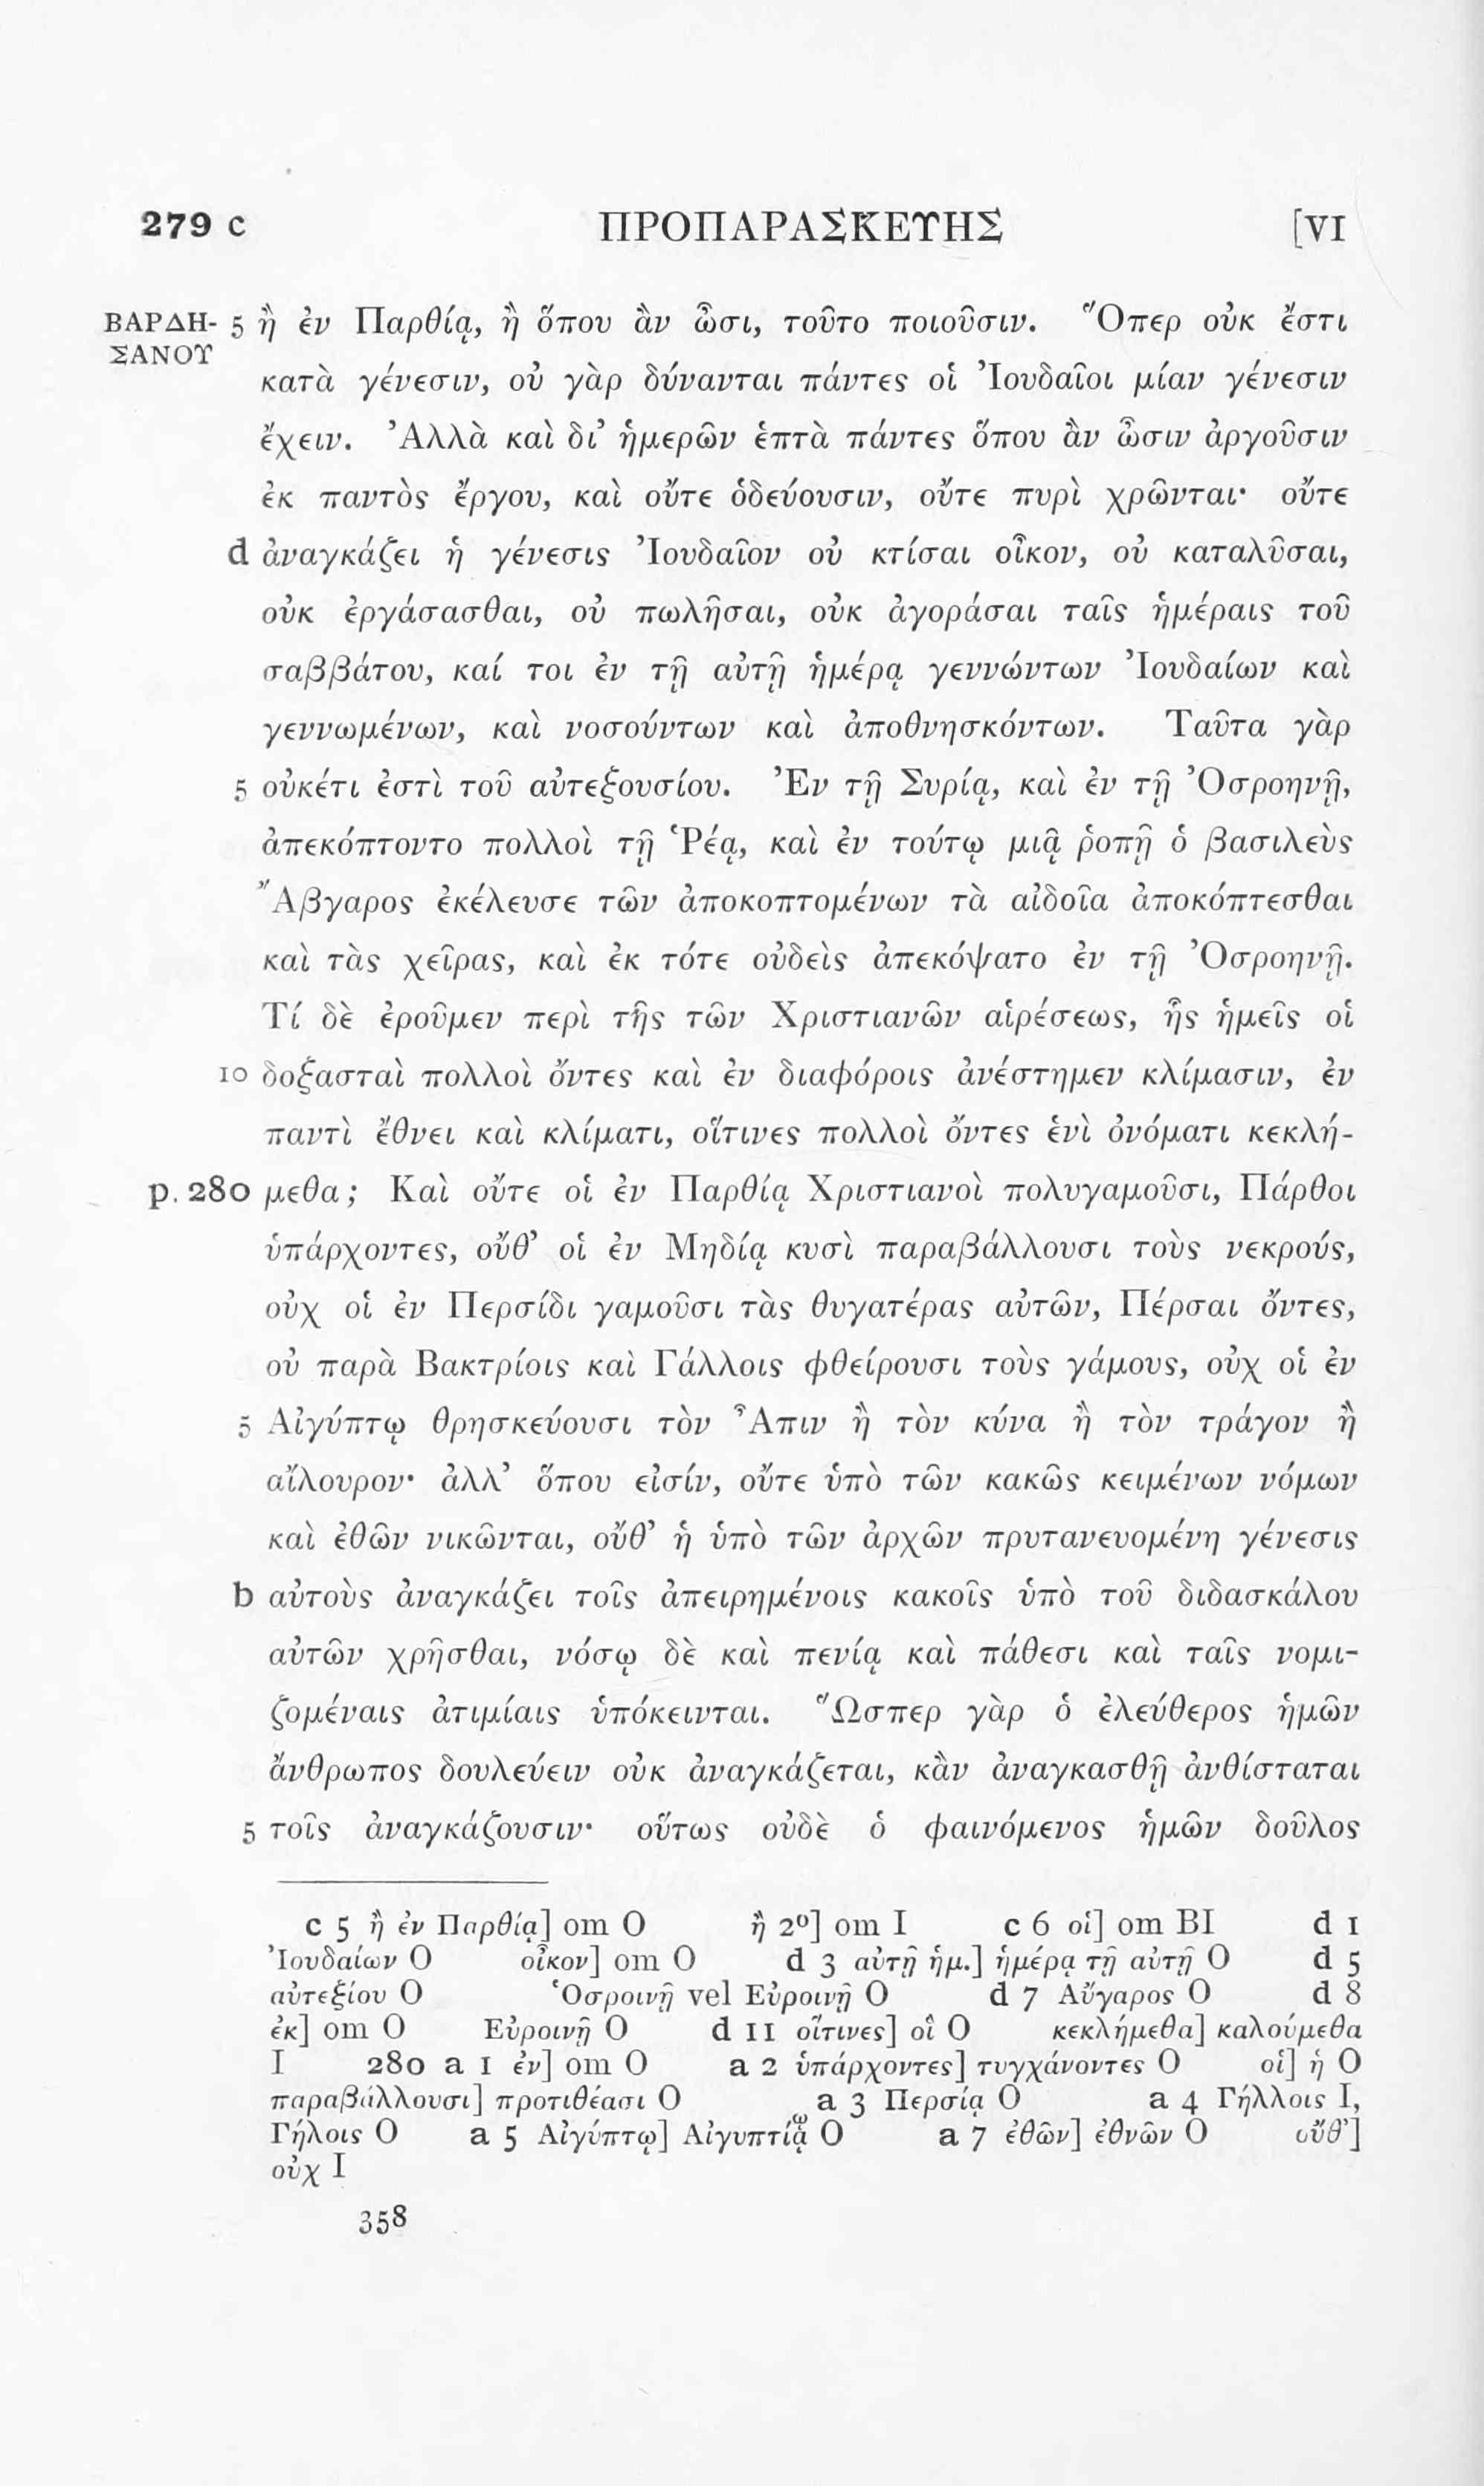 279 c ΠΡΟΠΑΡΑΣΚΕΥΗΣ [VI
ΒΑΡΔΗ- 5 ἢ ἐν Παρθίᾳ, ἢ ὅπου ἂν ὦσι, τοῦτο ποιοῦσιν. Ὅπερ οὐκ ἔστι
ΣΑΝΟΥ
κατὰ γένεσιν, οὐ γὰρ δύνανται πάντες οἱ Ἰουδαῖοι μίαν γένεσιν
ἔχειν. Ἀλλὰ καὶ δι’ ἡμερῶν ἑπτὰ πάντες ὅπου ἂν ὦσιν ἀργοῦσιν
ἐκ παντὸς ἔργου, καὶ οὔτε ὁδεύουσιν, οὔτε πυρὶ χρῶνται· οὔτε
d ἀναγκάζει ἡ γένεσις Ἰουδαῖον οὐ κτίσαι οἶκον, οὐ καταλῦσαι,
οὐκ ἐργάσασθαι, οὐ πωλῆσαι, οὐκ ἀγοράσαι ταῖς ἡμέραις τοῦ
σαββάτου, καί τοι ἐν τῇ αὐτῇ ἡμέρᾳ γεννώντων Ἰουδαίων καὶ
γεννωμένων, καὶ νοσούντων καὶ ἀποθνησκόντων. Ταῦτα γὰρ
5 οὐκέτι ἐστὶ τοῦ αὐτεξουσίου. Ἐν τῇ Συρίᾳ, καὶ ἐν τῇ Ὀσροηνῇ,
ἀπεκόπτοντο πολλοὶ τῇ Ῥέᾳ, καὶ ἐν τούτῳ μιᾷ ῥοπῇ ὁ βασιλεὺς
Ἄβγαρος ἐκέλευσε τῶν ἀποκοπτομένων τὰ αἰδοῖα ἀποκόπτεσθαι
καὶ τὰς χεῖρας, καὶ ἐκ τότε οὐδεὶς ἀπεκόψατο ἐν τῇ Ὀσροηνῇ.
Τί δὲ ἐροῦμεν περὶ τῆς τῶν Χριστιανῶν αἱρέσεως, ἧς ἡμεῖς οἱ
10 δοξασταὶ πολλοὶ ὄντες καὶ ἐν διαφόροις ἀνέστημεν κλίμασιν, ἐν
παντὶ ἔθνει καὶ κλίματι, οἵτινες πολλοὶ ὄντες ἑνὶ ὀνόματι κεκλή-
p. 280 μεθα; Καὶ οὔτε οἱ ἐν Παρθίᾳ Χριστιανοὶ πολυγαμοῦσι, Πάρθοι
ὑπάρχοντες, οὔθ’ οἱ ἐν Μηδίᾳ κυσὶ παραβάλλουσι τοὺς νεκρούς,
οὐχ οἱ ἐν Περσίδι γαμοῦσι τὰς θυγατέρας αὐτῶν, Πέρσαι ὄντες,
οὐ παρὰ Βακτρίοις καὶ Γάλλοις φθείρουσι τοὺς γάμους, οὐχ οἱ ἐν
5 Αἰγύπτῳ θρησκεύουσι τὸν Ἆπιν ἢ τὸν κύνα ἢ τὸν τράγον ἢ
αἴλουρον· ἀλλ’ ὅπου εἰσίν, οὔτε ὑπὸ τῶν κακῶς κειμένων νόμων
καὶ ἐθῶν νικῶνται, οὔθ’ ἡ ὑπὸ τῶν ἀρχῶν πρυτανευομένη γένεσις
b αὐτοὺς ἀναγκάζει τοῖς ἀπειρημένοις κακοῖς ὑπὸ τοῦ διδασκάλου
αὐτῶν χρῆσθαι, νόσῳ δὲ καὶ πενίᾳ καὶ πάθεσι καὶ ταῖς νομι-
ζομέναις ἀτιμίαις ὑπόκεινται. Ὥσπερ γὰρ ὁ ἐλεύθερος ἡμῶν
ἄνθρωπος δουλεύειν οὐκ ἀναγκάζεται, κἂν ἀναγκασθῇ ἀνθίσταται
5 τοῖς ἀναγκάζουσιν· οὕτως οὐδὲ ὁ φαινόμενος ἡμῶν δοῦλος
c 5 ἢ ἐν Παρθίᾳ] om O ἢ 2⁰] om I c 6 οἱ] om BI d 1
Ἰουδαίων O οἶκον] om O d 3 αὐτῇ ἡμ.] ἡμέρᾳ τῇ αὐτῇ O d 5
αὐτεξίου O Ὁσροινῇ vel Εὐροινῇ O d 7 Αὔγαρος O d 8
ἐκ] om O Εὐροινῇ O d 11 οἵτινες] οἳ O κεκλήμεθα] καλούμεθα
I 280 a 1 ἐν] om O a 2 ὑπάρχοντες] τυγχάνοντες O οἱ] ἡ O
παραβάλλουσι] προτιθέασι O a 3 Περσίᾳ O a 4 Γήλλοις I,
Γήλοις O a 5 Αἰγύπτῳ] Αἰγυπτίᾳ O a 7 ἐθῶν] ἐθνῶν O οὔθ’]
οὐχ I
358